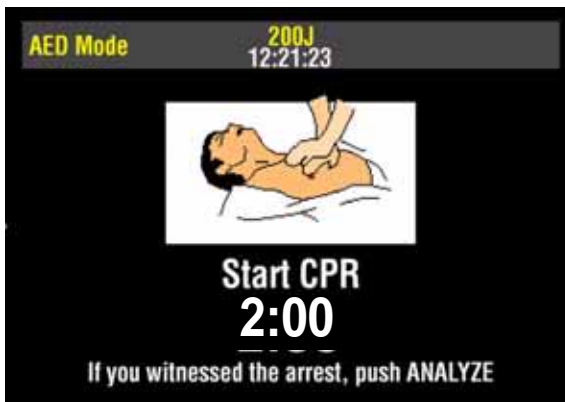 AED Mode
200J
12:21:23
Start CPR
2:00
If you witnessed the arrest, push ANALYZE